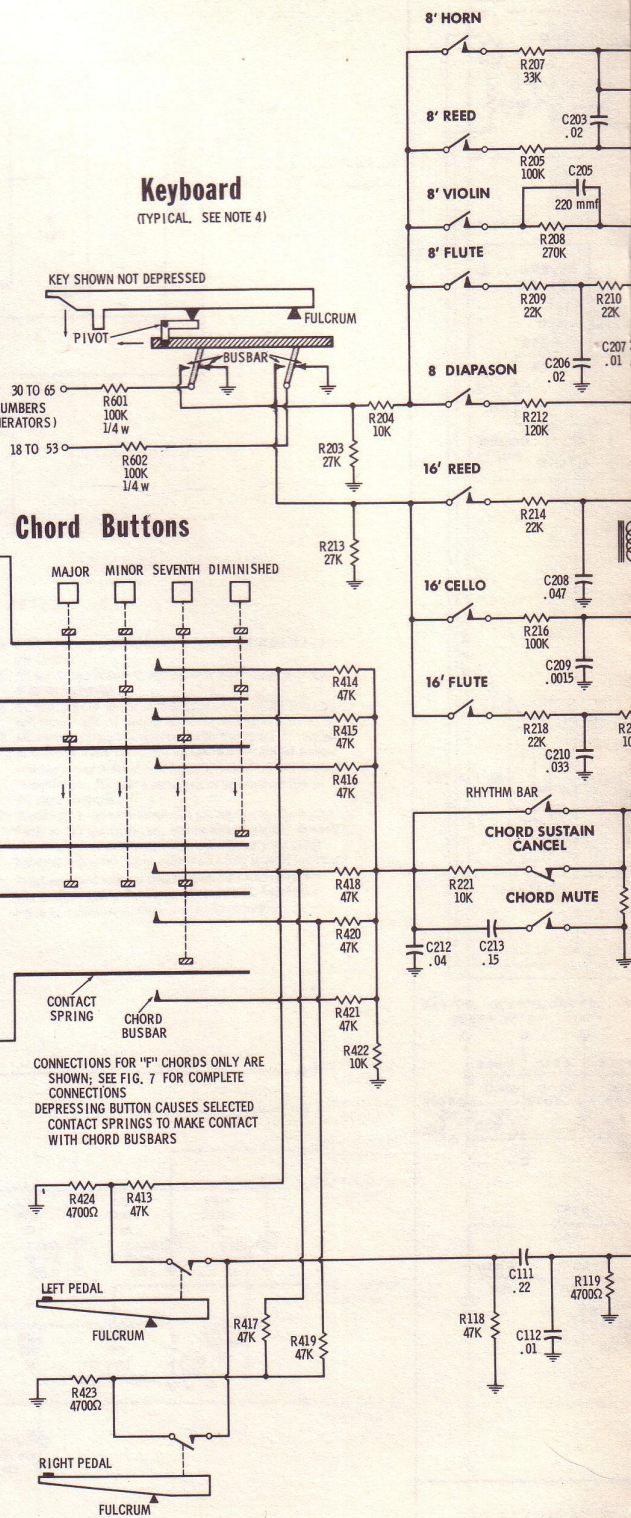 8' HORN
R207
33K
C203
.02
8' REED
R205
100K
C205
220 mmf
8' VIOLIN
R208
270K
Keyboard
(TYPICAL. SEE NOTE 4)
8' FLUTE
R209
22K
R210
22K
KEY SHOWN NOT DEPRESSED
FULCRUM
PIVOT
BUSBAR
C206
.02
C207
.01
8 DIAPASON
R212
120K
30 TO 65
R601
100K
1/4 w
18 TO 53
R602
100K
1/4 w
R204
10K
R203
27K
16' REED
R214
22K
R213
27K
C208
.047
Chord Buttons
MAJOR MINOR SEVENTH DIMINISHED
16' CELLO
R216
100K
C209
.0015
16' FLUTE
R218
22K
C210
.033
R414
47K
R415
47K
R416
47K
R418
47K
R420
47K
R421
47K
R422
10K
RHYTHM BAR
CHORD SUSTAIN
CANCEL
R221
10K
CHORD MUTE
C212
.04
C213
.15
CONTACT
SPRING
CHORD
BUSBAR
CONNECTIONS FOR "F" CHORDS ONLY ARE
SHOWN; SEE FIG. 7 FOR COMPLETE
CONNECTIONS
DEPRESSING BUTTON CAUSES SELECTED
CONTACT SPRINGS TO MAKE CONTACT
WITH CHORD BUSBARS
R424
4700Ω
R413
47K
LEFT PEDAL
FULCRUM
R417
47K
R419
47K
R118
47K
C111
.22
C112
.01
R119
4700Ω
R423
4700Ω
RIGHT PEDAL
FULCRUM